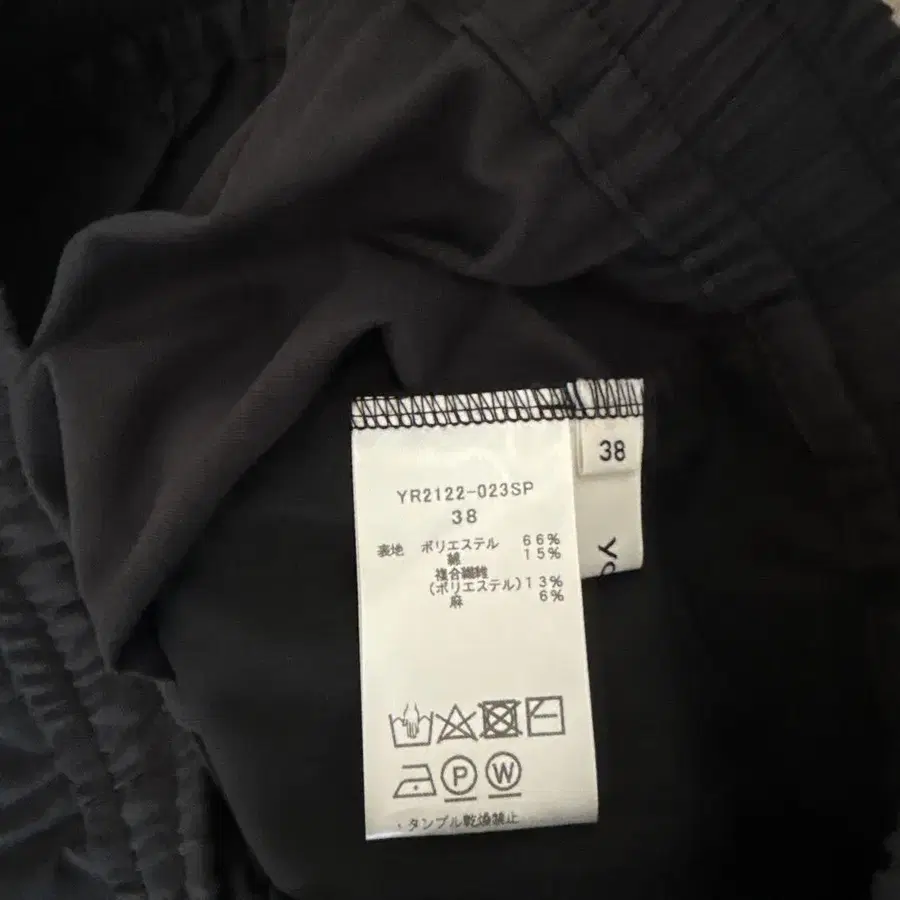 YR2122-023SP
38
表地 ポリエステル 66%
綿 15%
複合繊維
(ポリエステル)13%
麻 6%
P W
・タンブル乾燥禁止
38